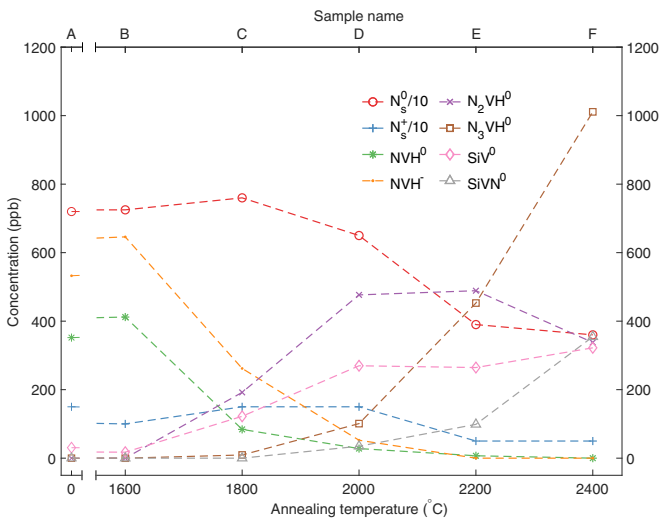 Sample name
A B C D E F
1200 1200
1000 1000
800 800
600 600
400 400
200 200
0 0
Concentration (ppb)
N_s^0/10 N_2VH^0
N_s^+/10 N_3VH^0
NVH^0 SiV^0
NVH^- SiVN^0
0 1600 1800 2000 2200 2400
Annealing temperature (°C)